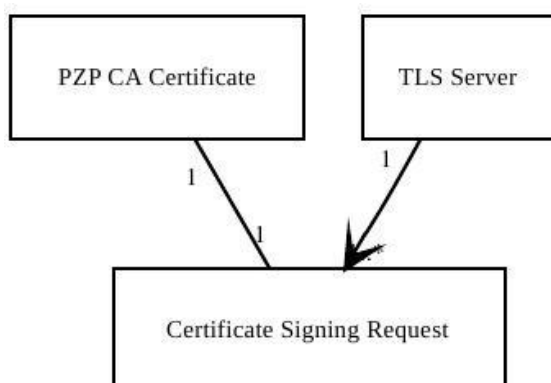 PZP CA Certificate
TLS Server
1
1
1
Certificate Signing Request